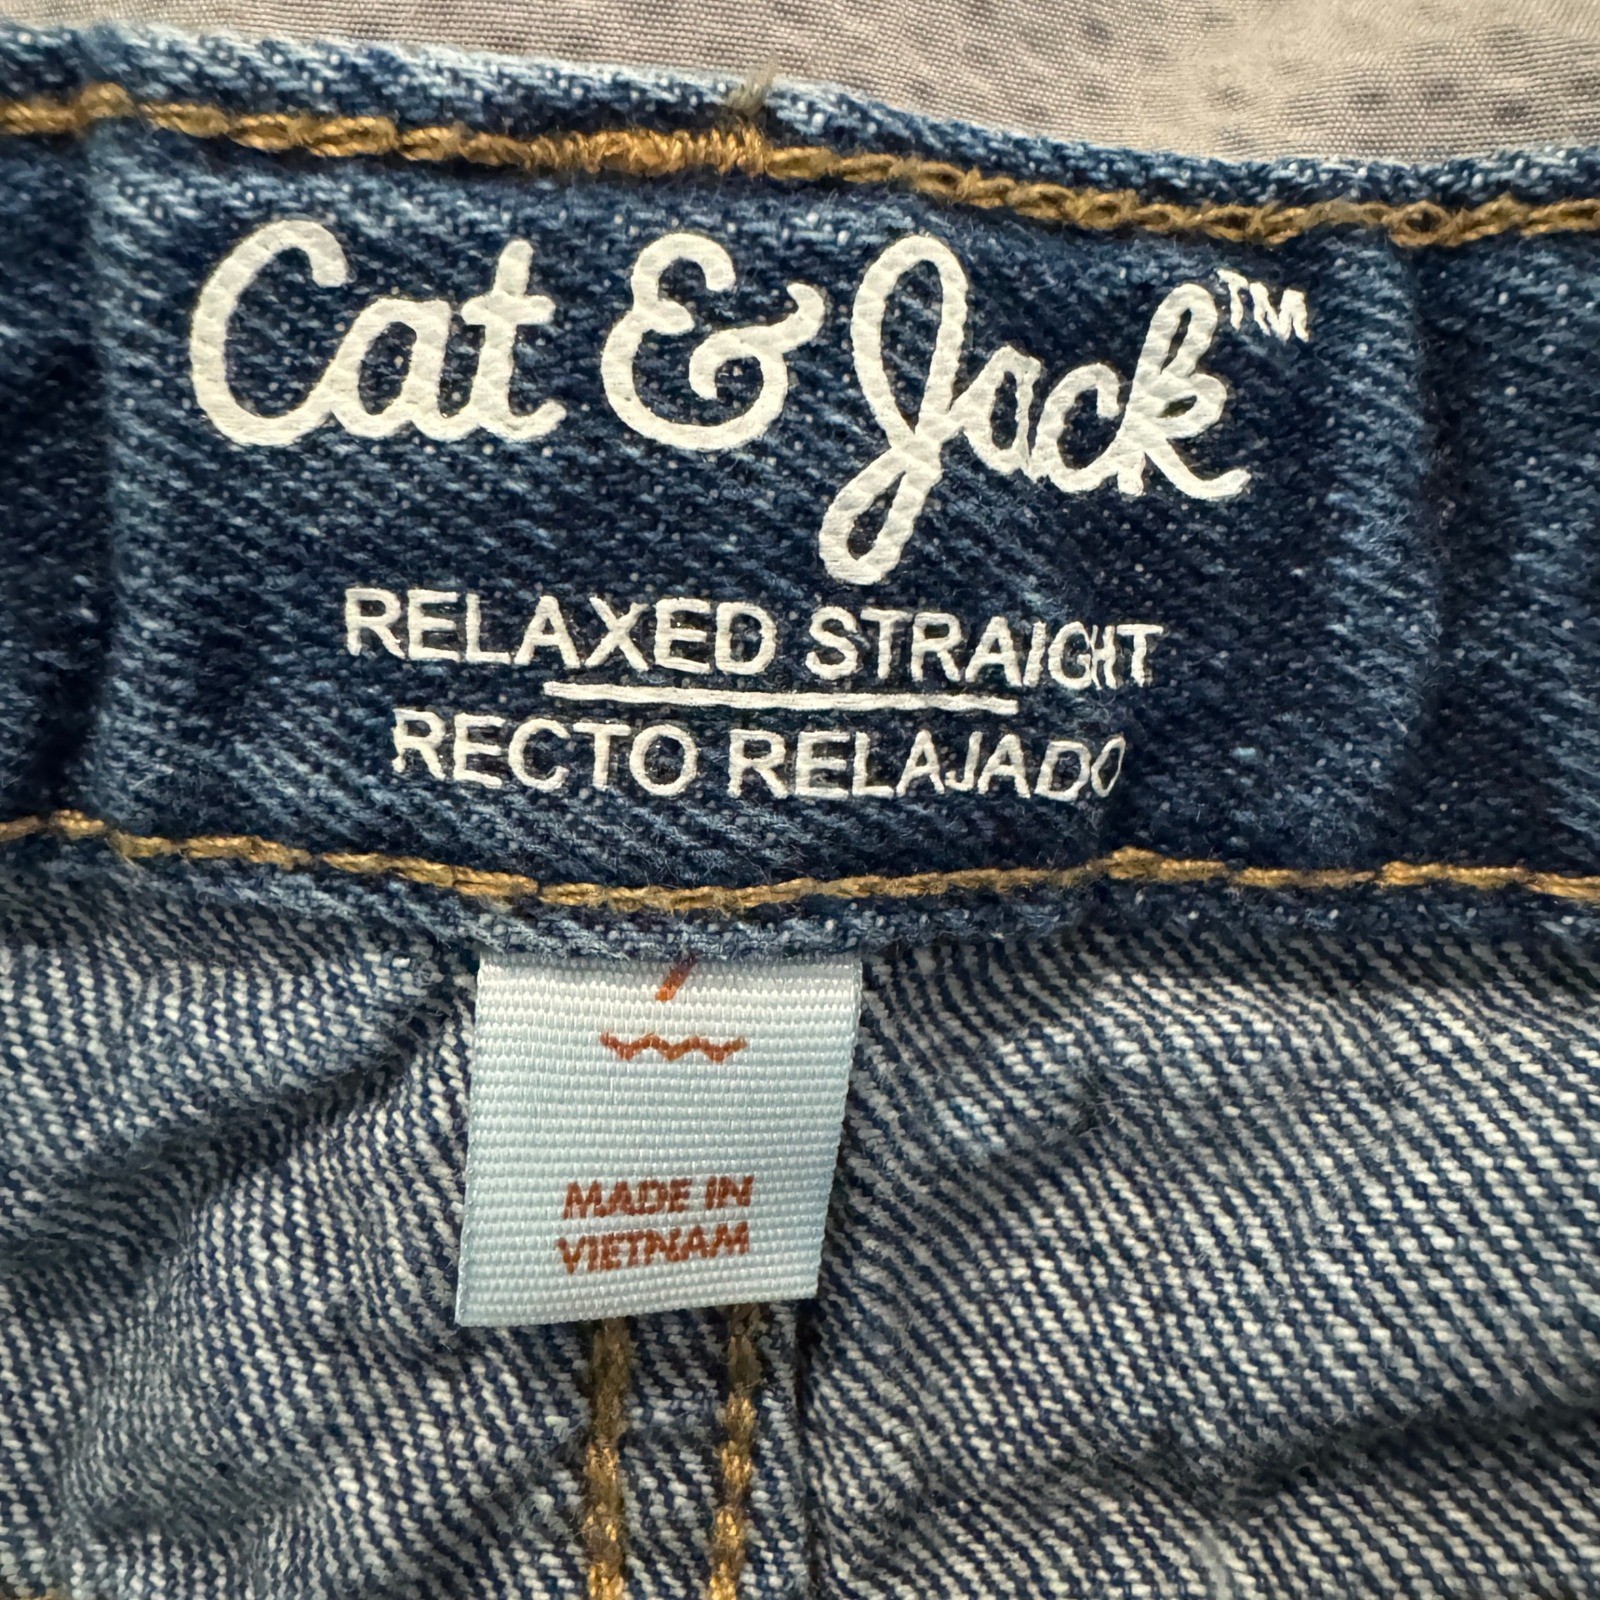 Cat & Jack™
RELAXED STRAIGHT
RECTO RELAJADO
MADE IN
VIETNAM